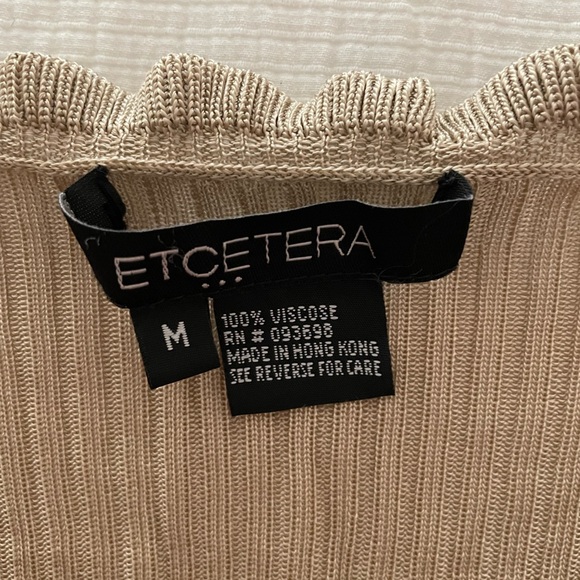 ETCETERA
M
100% VISCOSE
RN # 093698
MADE IN HONG KONG
SEE REVERSE FOR CARE